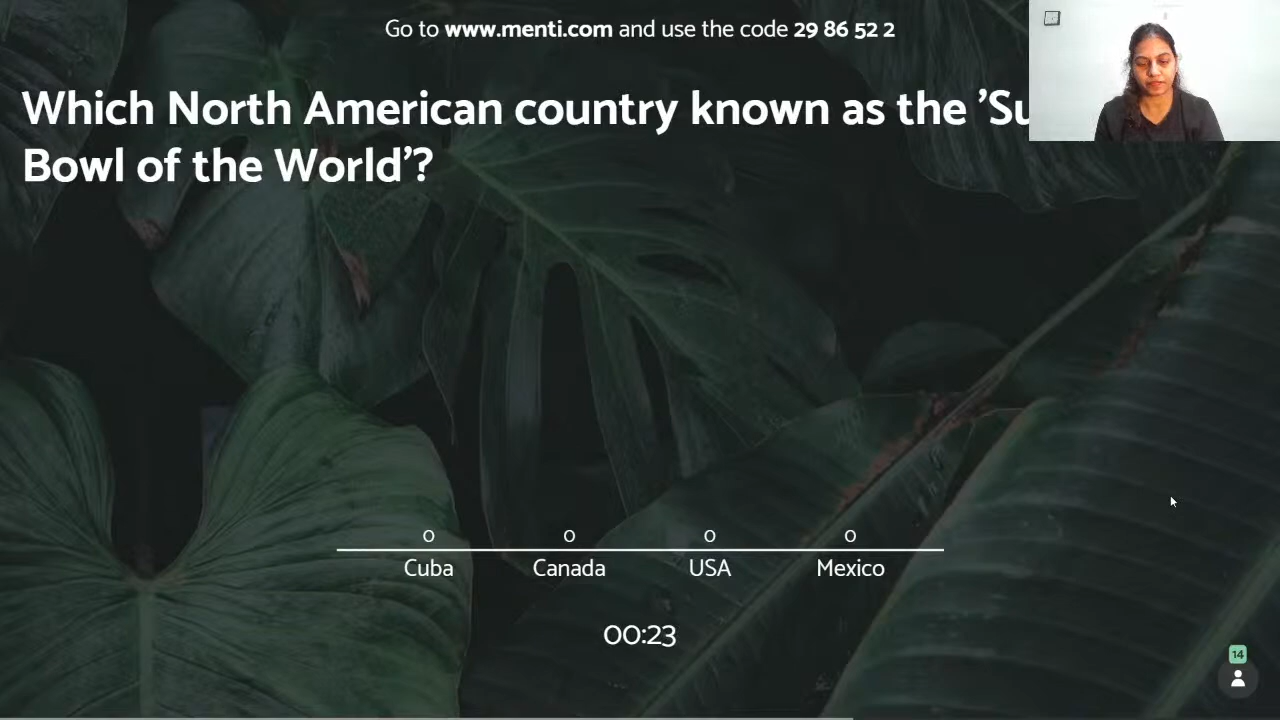 Go to www.menti.com and use the code 29 86 52 2
Which North American country known as the 'Su
Bowl of the World'?
0 0 0 0
Cuba Canada USA Mexico
00:23
14